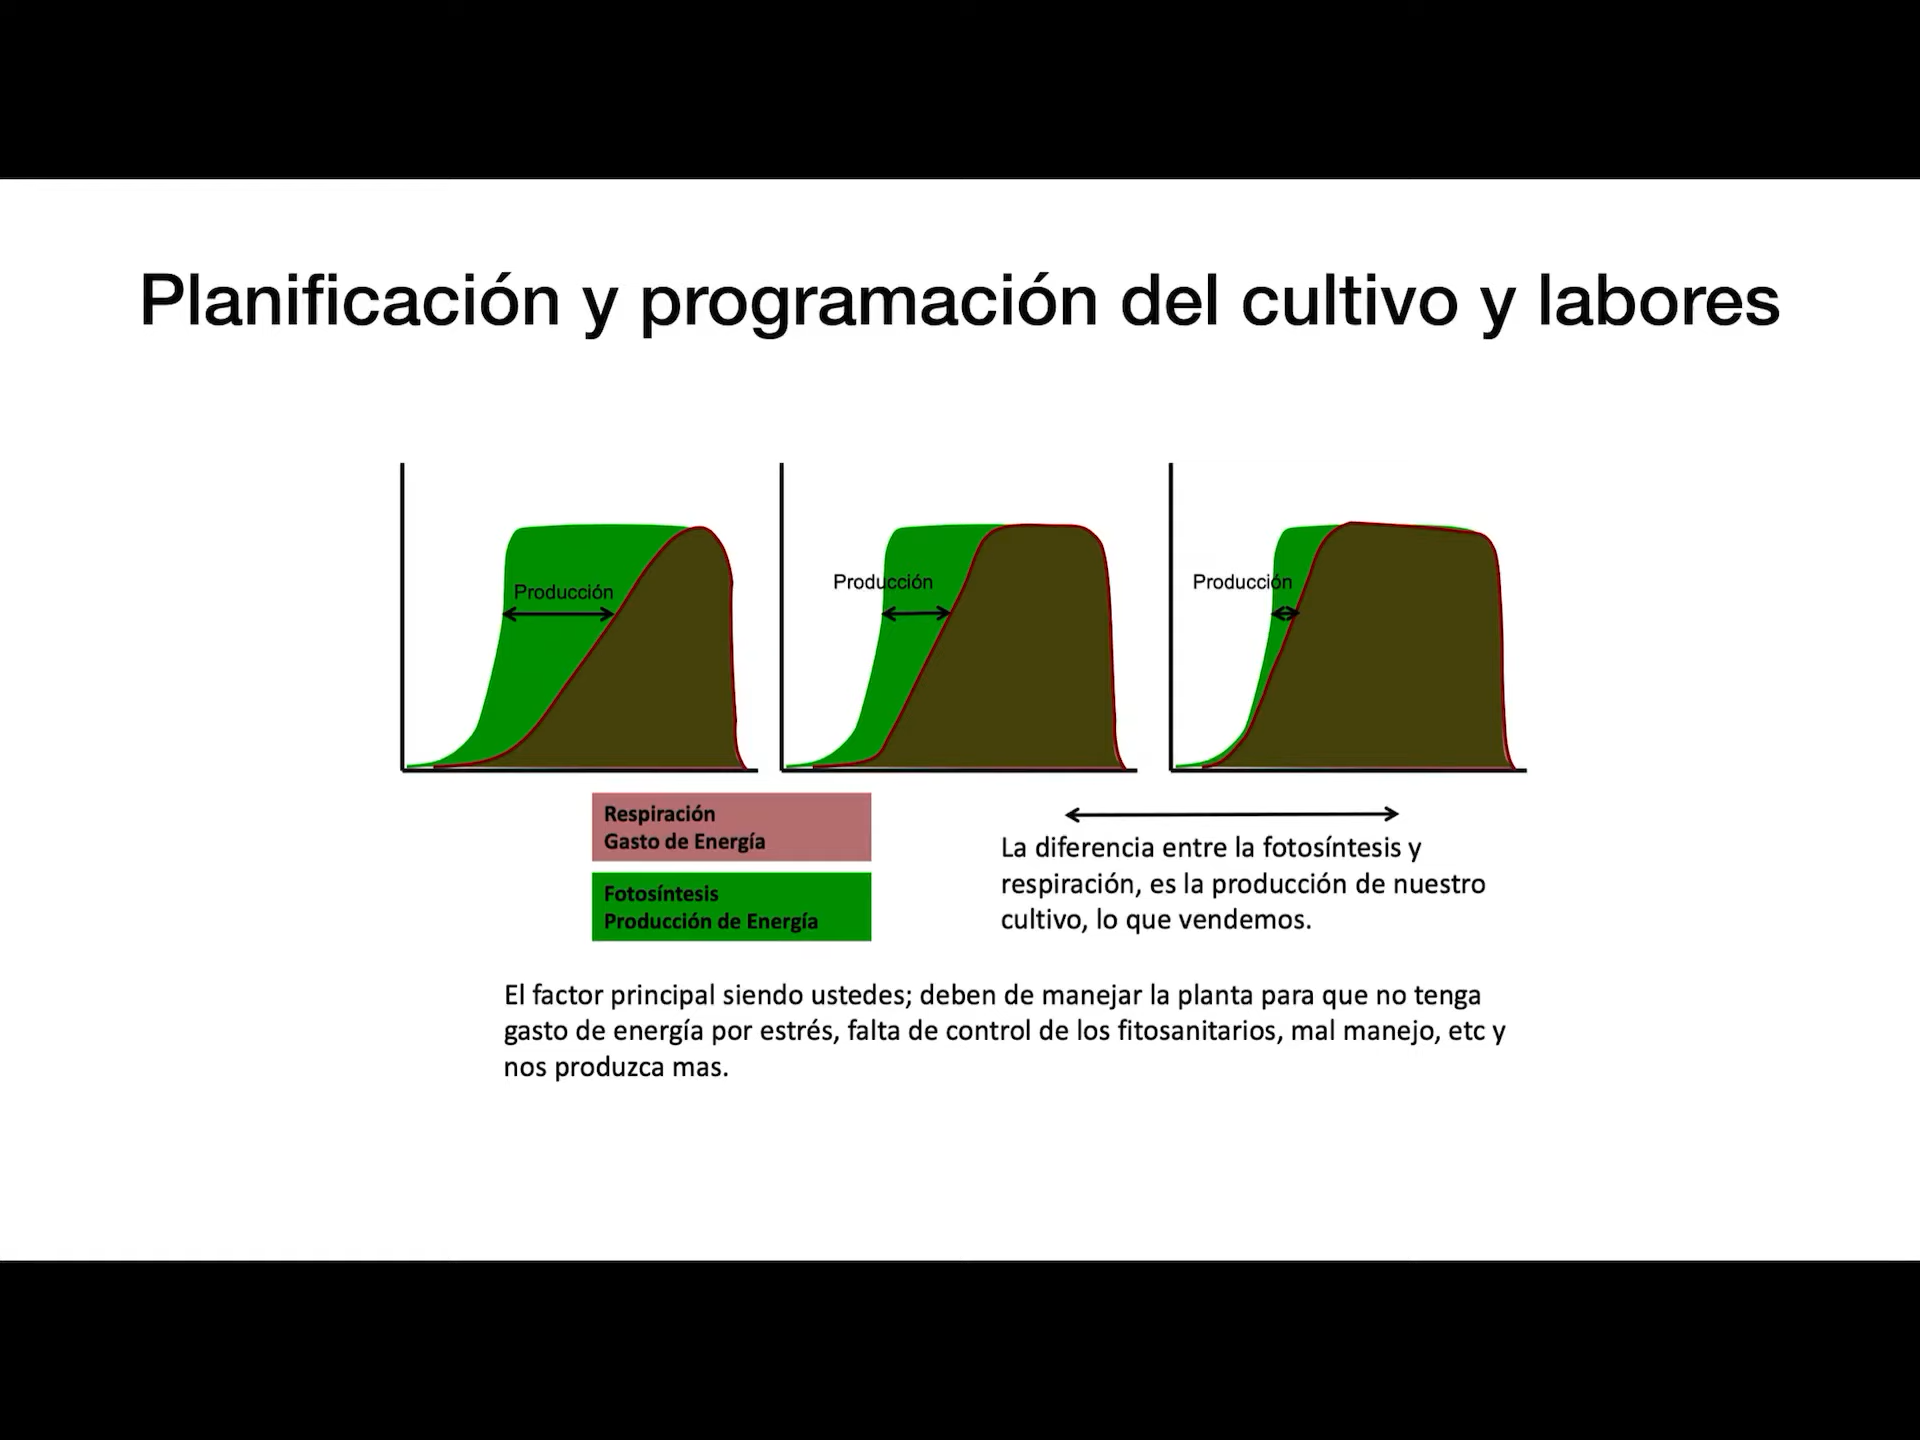 Planificación y programación del cultivo y labores
Producción
Producción
Producción
Respiración
Gasto de Energía
Fotosíntesis
Producción de Energía
La diferencia entre la fotosíntesis y
respiración, es la producción de nuestro
cultivo, lo que vendemos.
El factor principal siendo ustedes; deben de manejar la planta para que no tenga
gasto de energía por estrés, falta de control de los fitosanitarios, mal manejo, etc y
nos produzca mas.